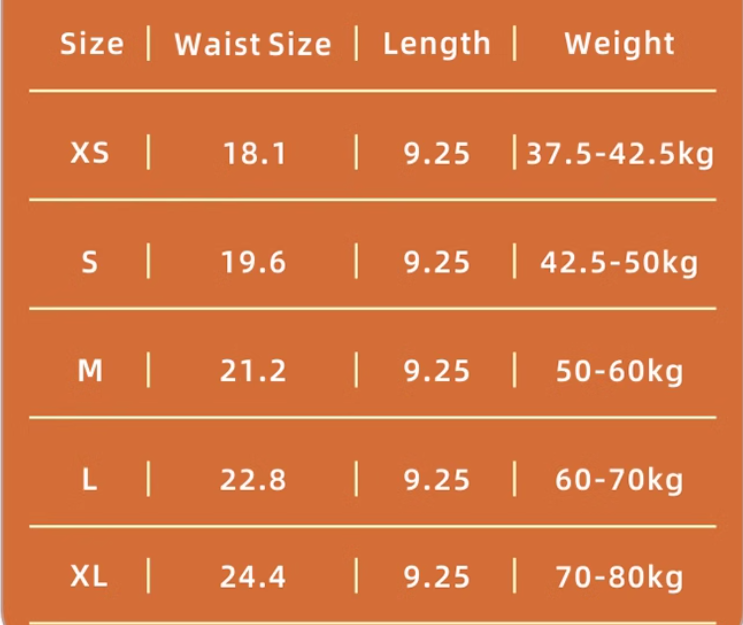 Size | Waist Size | Length | Weight
XS | 18.1 | 9.25 | 37.5-42.5kg
S | 19.6 | 9.25 | 42.5-50kg
M | 21.2 | 9.25 | 50-60kg
L | 22.8 | 9.25 | 60-70kg
XL | 24.4 | 9.25 | 70-80kg